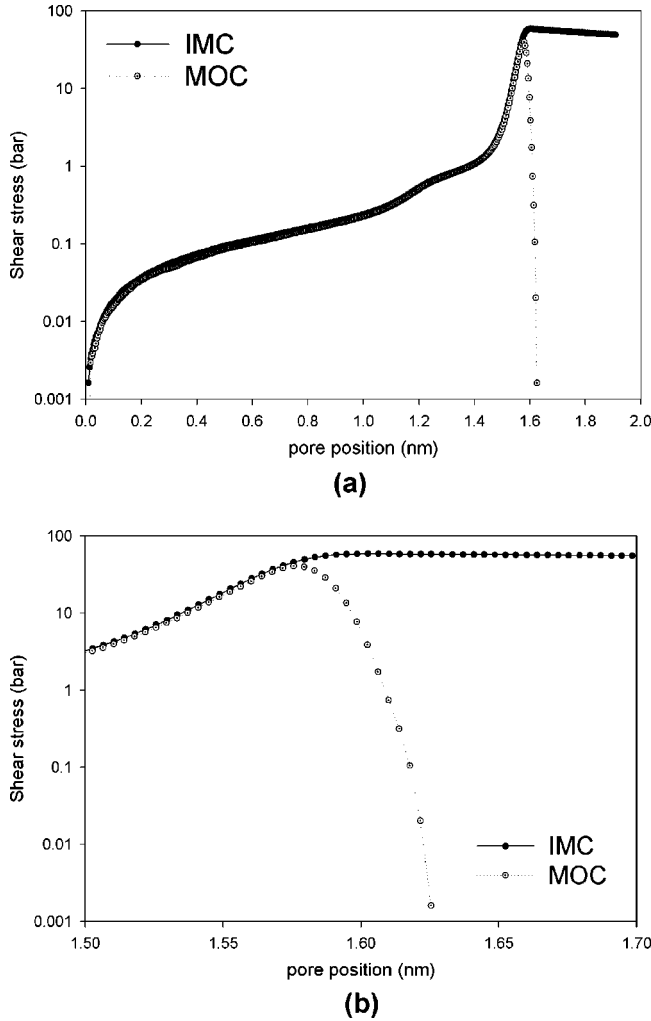 100
10
1
0.1
0.01
0.001
Shear stress (bar)
IMC
MOC
0.0 0.2 0.4 0.6 0.8 1.0 1.2 1.4 1.6 1.8 2.0
pore position (nm)
(a)
100
10
1
0.1
0.01
0.001
Shear stress (bar)
IMC
MOC
1.50 1.55 1.60 1.65 1.70
pore position (nm)
(b)